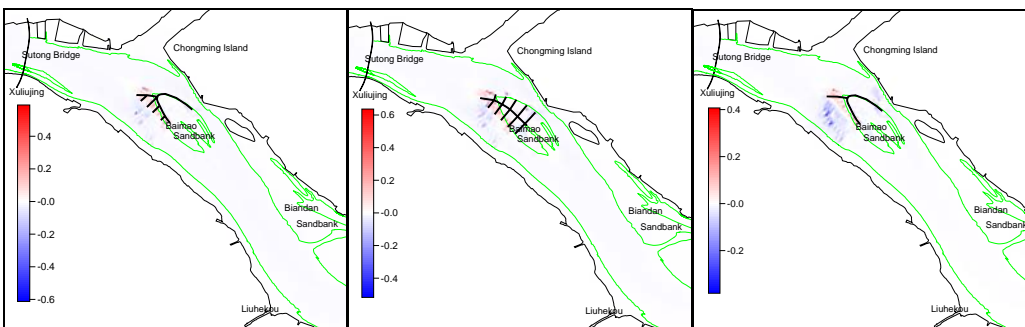 Chongming Island
Sutong Bridge
Xuliujing
0.4
0.2
-0.0
-0.2
-0.4
-0.6
Baimao
Sandbank
Biandan
Sandbank
Liuhekou
Chongming Island
Sutong Bridge
Xuliujing
0.6
0.4
0.2
-0.0
-0.2
-0.4
Baimao
Sandbank
Biandan
Sandbank
Liuhekou
Chongming Island
Sutong Bridge
Xuliujing
0.4
0.2
-0.0
-0.2
Baimao
Sandbank
Biandan
Sandbank
Liuhekou